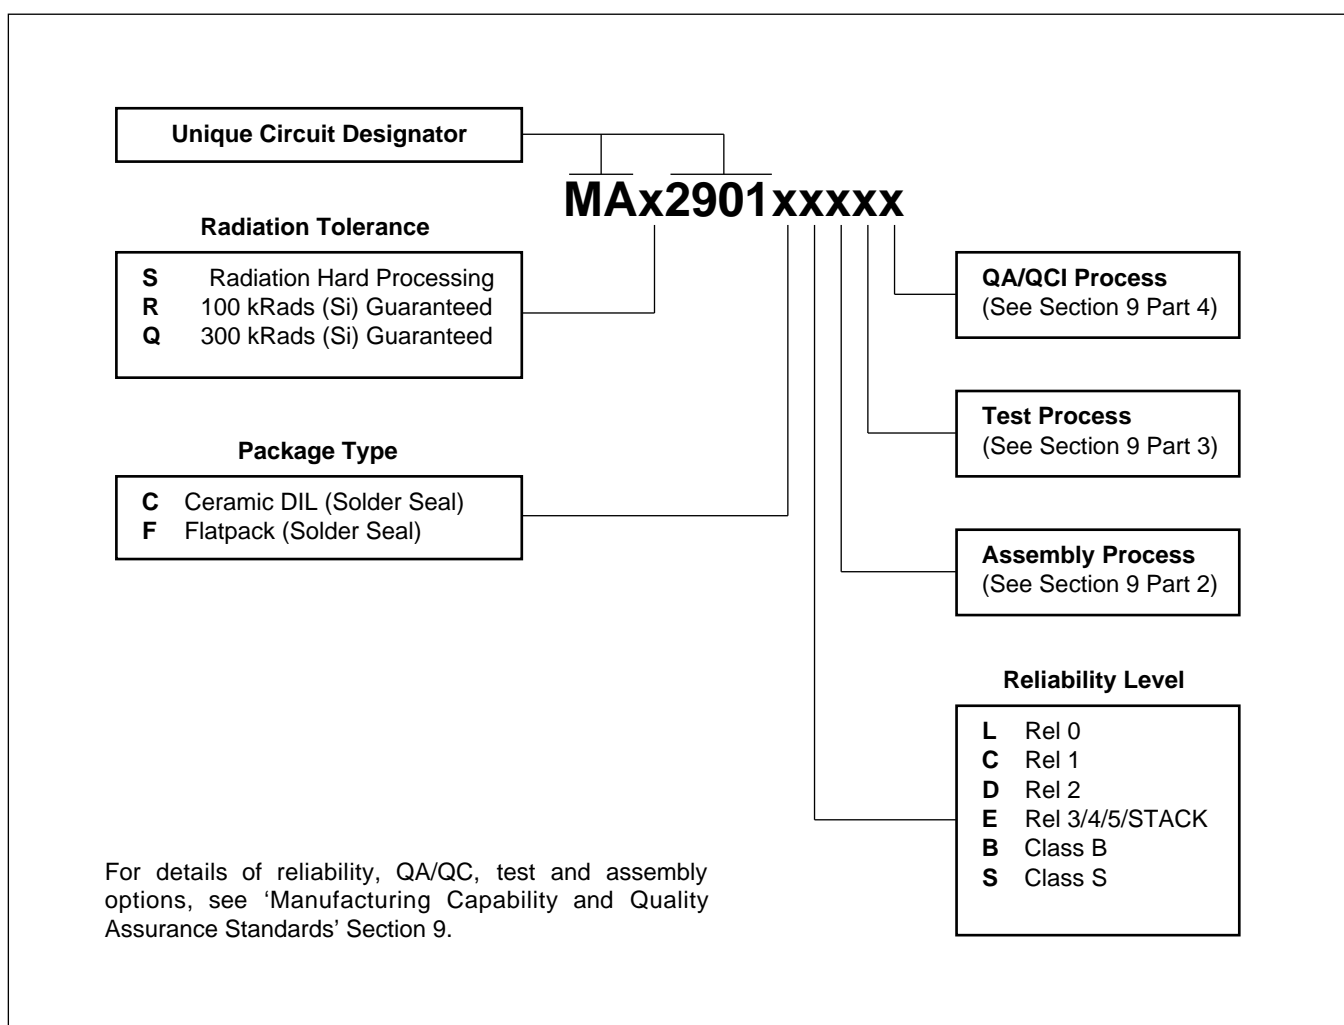 Unique Circuit Designator
MAx2901xxxxx
Radiation Tolerance
S Radiation Hard Processing
R 100 kRads (Si) Guaranteed
Q 300 kRads (Si) Guaranteed
Package Type
C Ceramic DIL (Solder Seal)
F Flatpack (Solder Seal)
QA/QCI Process
(See Section 9 Part 4)
Test Process
(See Section 9 Part 3)
Assembly Process
(See Section 9 Part 2)
Reliability Level
L Rel 0
C Rel 1
D Rel 2
E Rel 3/4/5/STACK
B Class B
S Class S
For details of reliability, QA/QC, test and assembly
options, see ‘Manufacturing Capability and Quality
Assurance Standards’ Section 9.